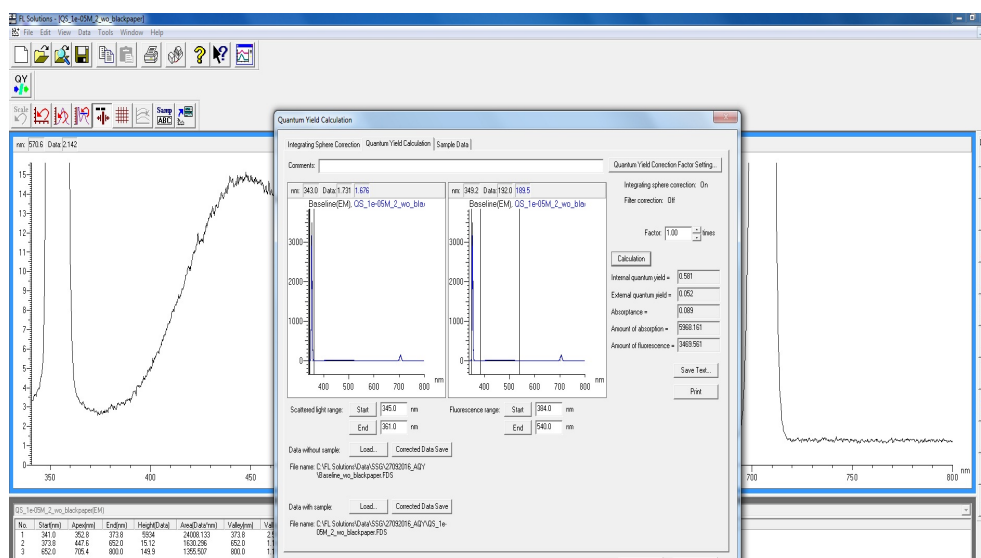 FL Solutions - [QS_1e-05M_2_wo_blackpaper]
File Edit View Data Tools Window Help
QY
Scale
Samp
ABC
nm: 570.6 Data: 2.142
Quantum Yield Calculation
Integrating Sphere Correction Quantum Yield Calculation Sample Data
Comments:
Quantum Yield Correction Factor Setting...
nm: 343.0 Data: 1.731 1.676
nm: 349.2 Data: 192.0 189.5
Integrating sphere correction: On
Baseline(EM), QS_1e-05M_2_wo_bla
Baseline(EM), QS_1e-05M_2_wo_bla
Filter correction: Off
Factor: 1.00 times
Calculation
Internal quantum yield = 0.581
External quantum yield = 0.052
Absorptance = 0.089
Amount of absorption = 5968.161
Amount of fluorescence = 3469.561
Save Text...
Print
3000
2000
1000
0
400 500 600 700 800 nm
3000
2000
1000
0
400 500 600 700 800 nm
Scattered light range: Start 345.0 nm
End 361.0 nm
Fluorescence range: Start 384.0 nm
End 540.0 nm
Data without sample: Load... Corrected Data Save
File name: C:\FL Solutions\Data\SSG\27092016_AQY
\Baseline_wo_blackpaper.FDS
Data with sample: Load... Corrected Data Save
File name: C:\FL Solutions\Data\SSG\27092016_AQY\QS_1e-
05M_2_wo_blackpaper.FDS
15
14
13
12
11
10
9
8
7
6
5
4
3
2
1
0
350 400 450 700 750 800 nm
QS_1e-05M_2_wo_blackpaper(EM)
No. Start(nm) Apex(nm) End(nm) Height(Data) Area(Data*nm) Valley(nm)
1 341.0 352.8 373.8 5934 24008.133 373.8
2 373.8 447.6 652.0 15.12 1630.296 652.0
3 652.0 705.4 800.0 149.9 1355.507 800.0